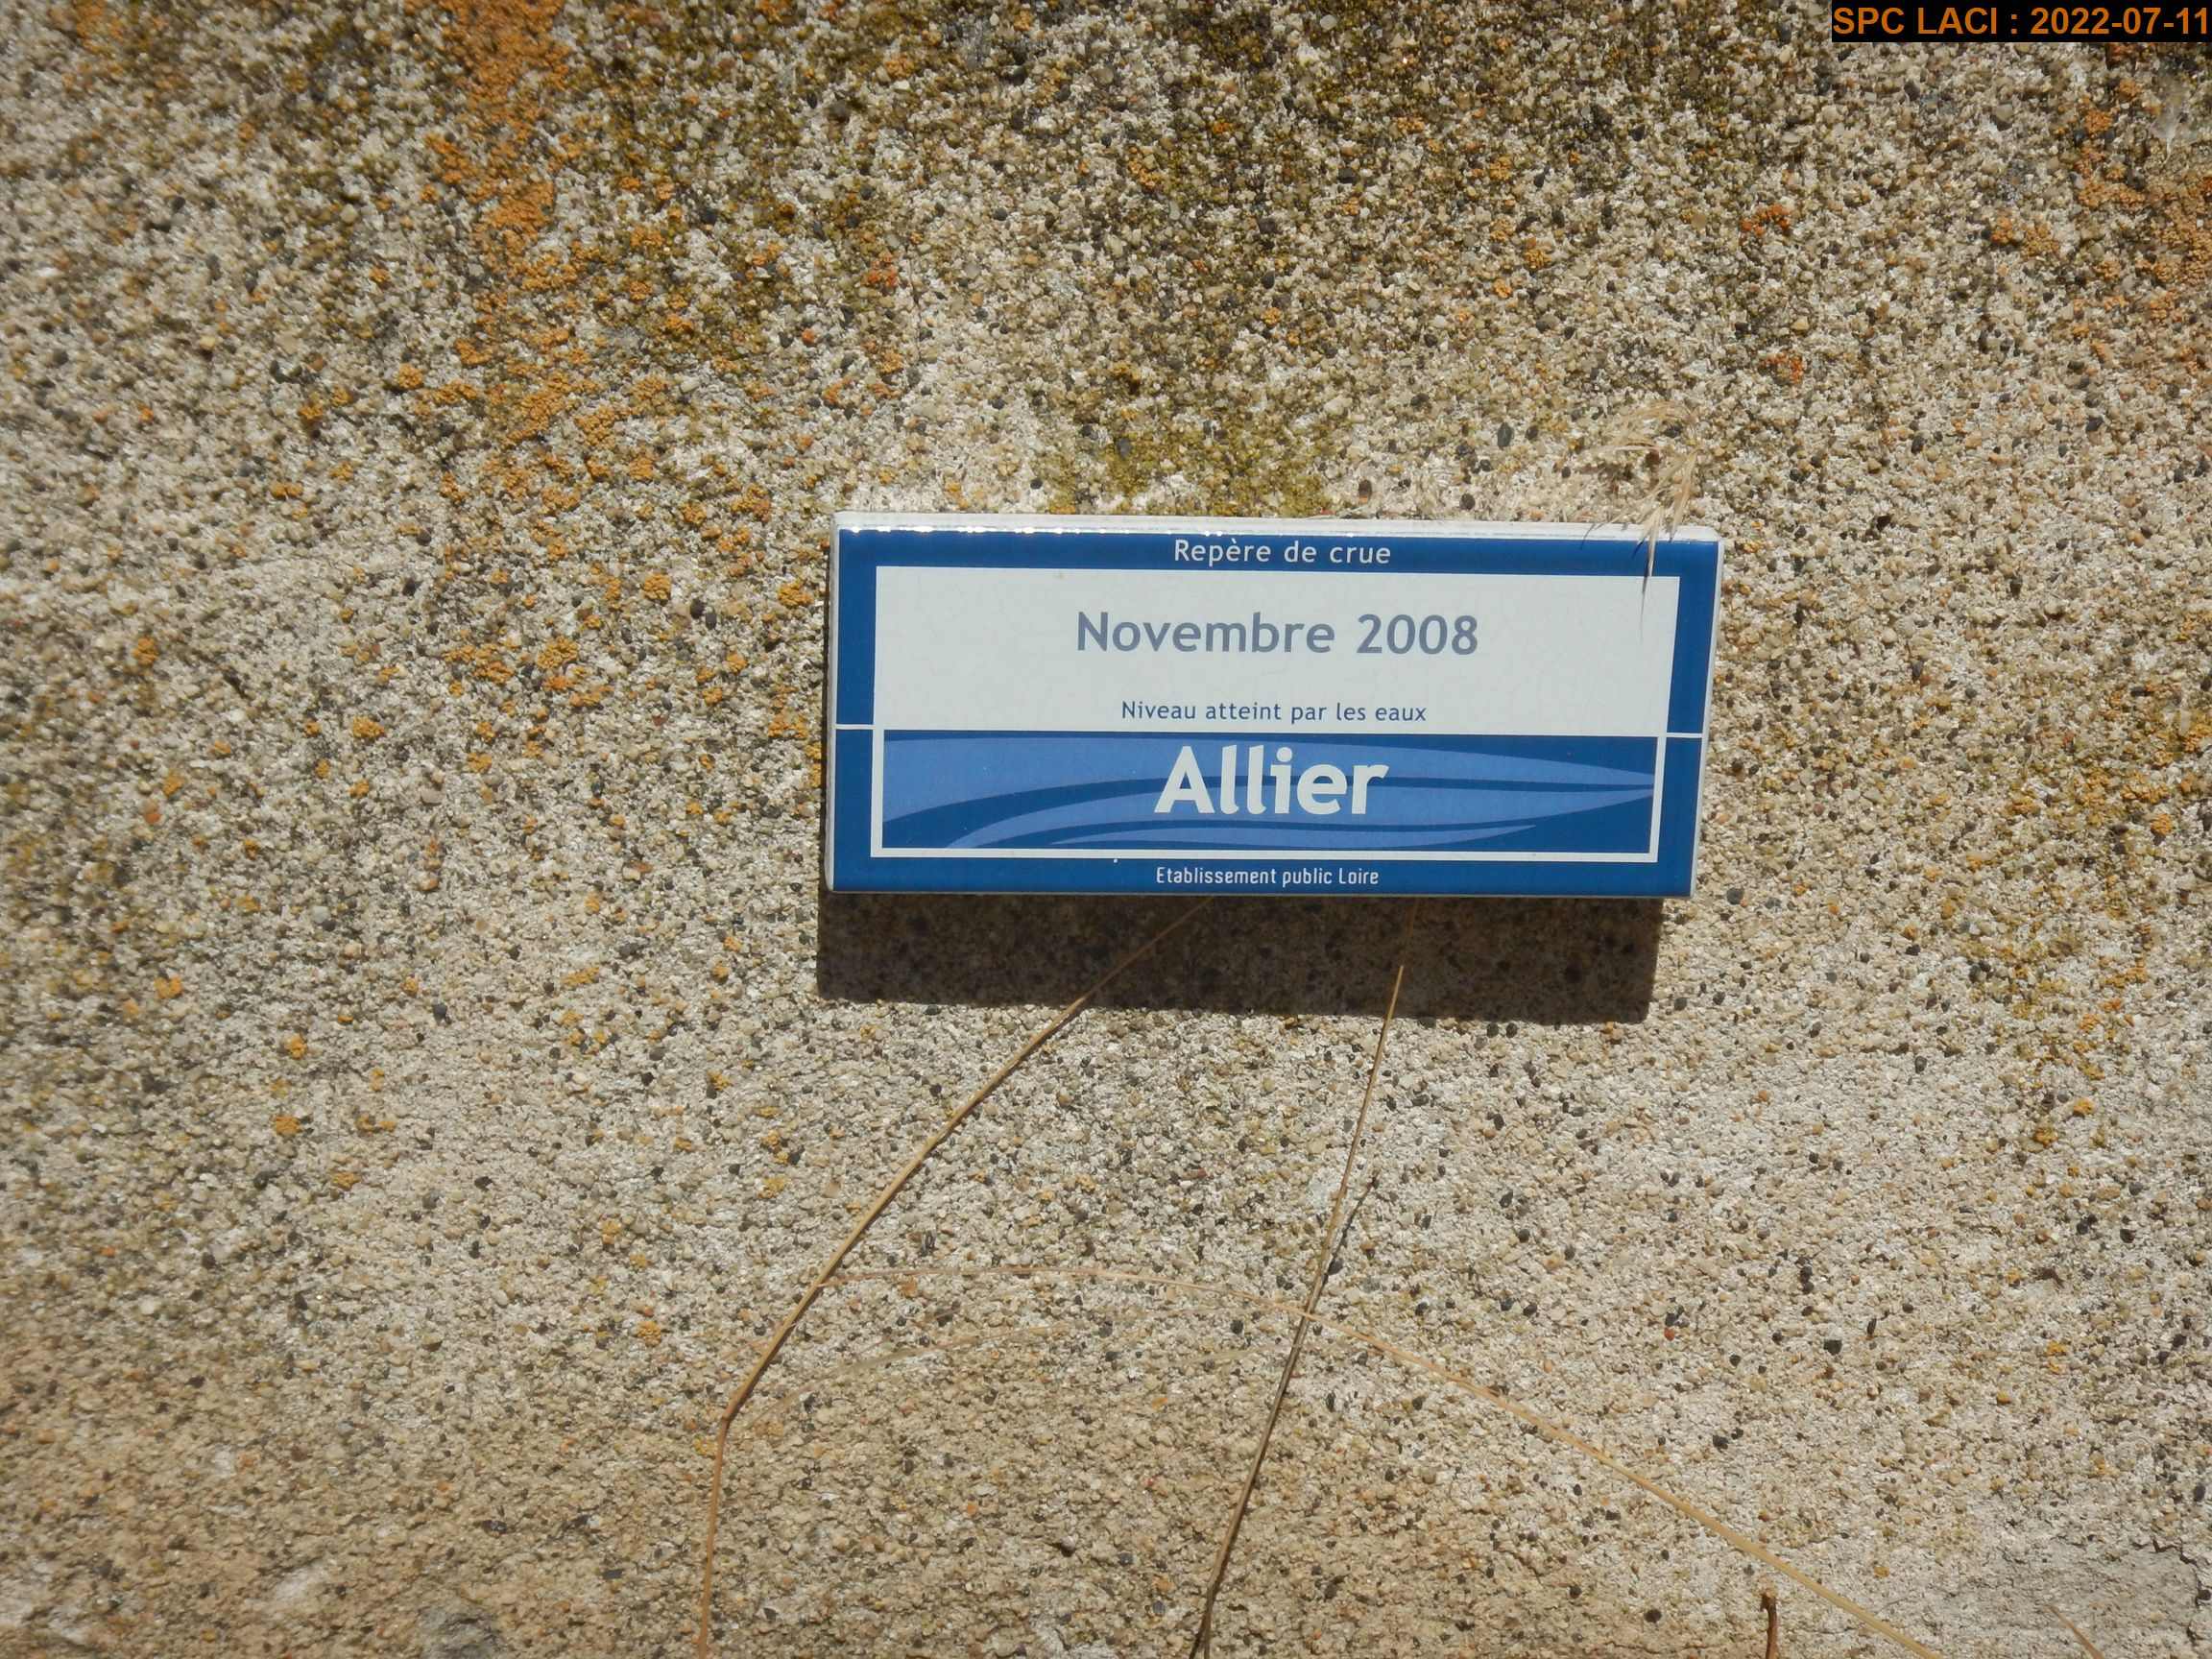 SPC LACI : 2022-07-11
Repère de crue
Novembre 2008
Niveau atteint par les eaux
Allier
Etablissement public Loire